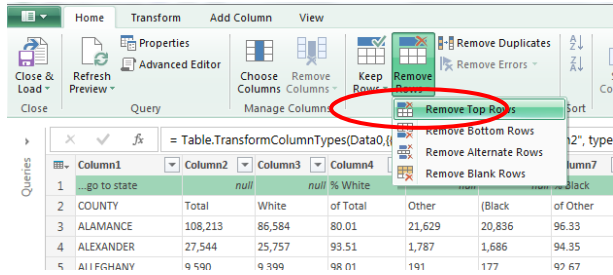 Home Transform Add Column View
Properties
Advanced Editor
Close & Load
Refresh Preview
Choose Columns
Remove Columns
Keep Rows
Remove Rows
Remove Duplicates
Remove Errors
Close Query Manage Columns Sort
Remove Top Rows
Remove Bottom Rows
Remove Alternate Rows
Remove Blank Rows
Queries
fx = Table.TransformColumnTypes(Data0,{ n2", type
Column1 Column2 Column3 Column4 lumn7
1 ...go to state null null % White null null % Black
2 COUNTY Total White of Total Other (Black of Other
3 ALAMANCE 108,213 86,584 80.01 21,629 20,836 96.33
4 ALEXANDER 27,544 25,757 93.51 1,787 1,686 94.35
5 ALLEGHANY 9,590 9,399 98.01 191 177 92.67